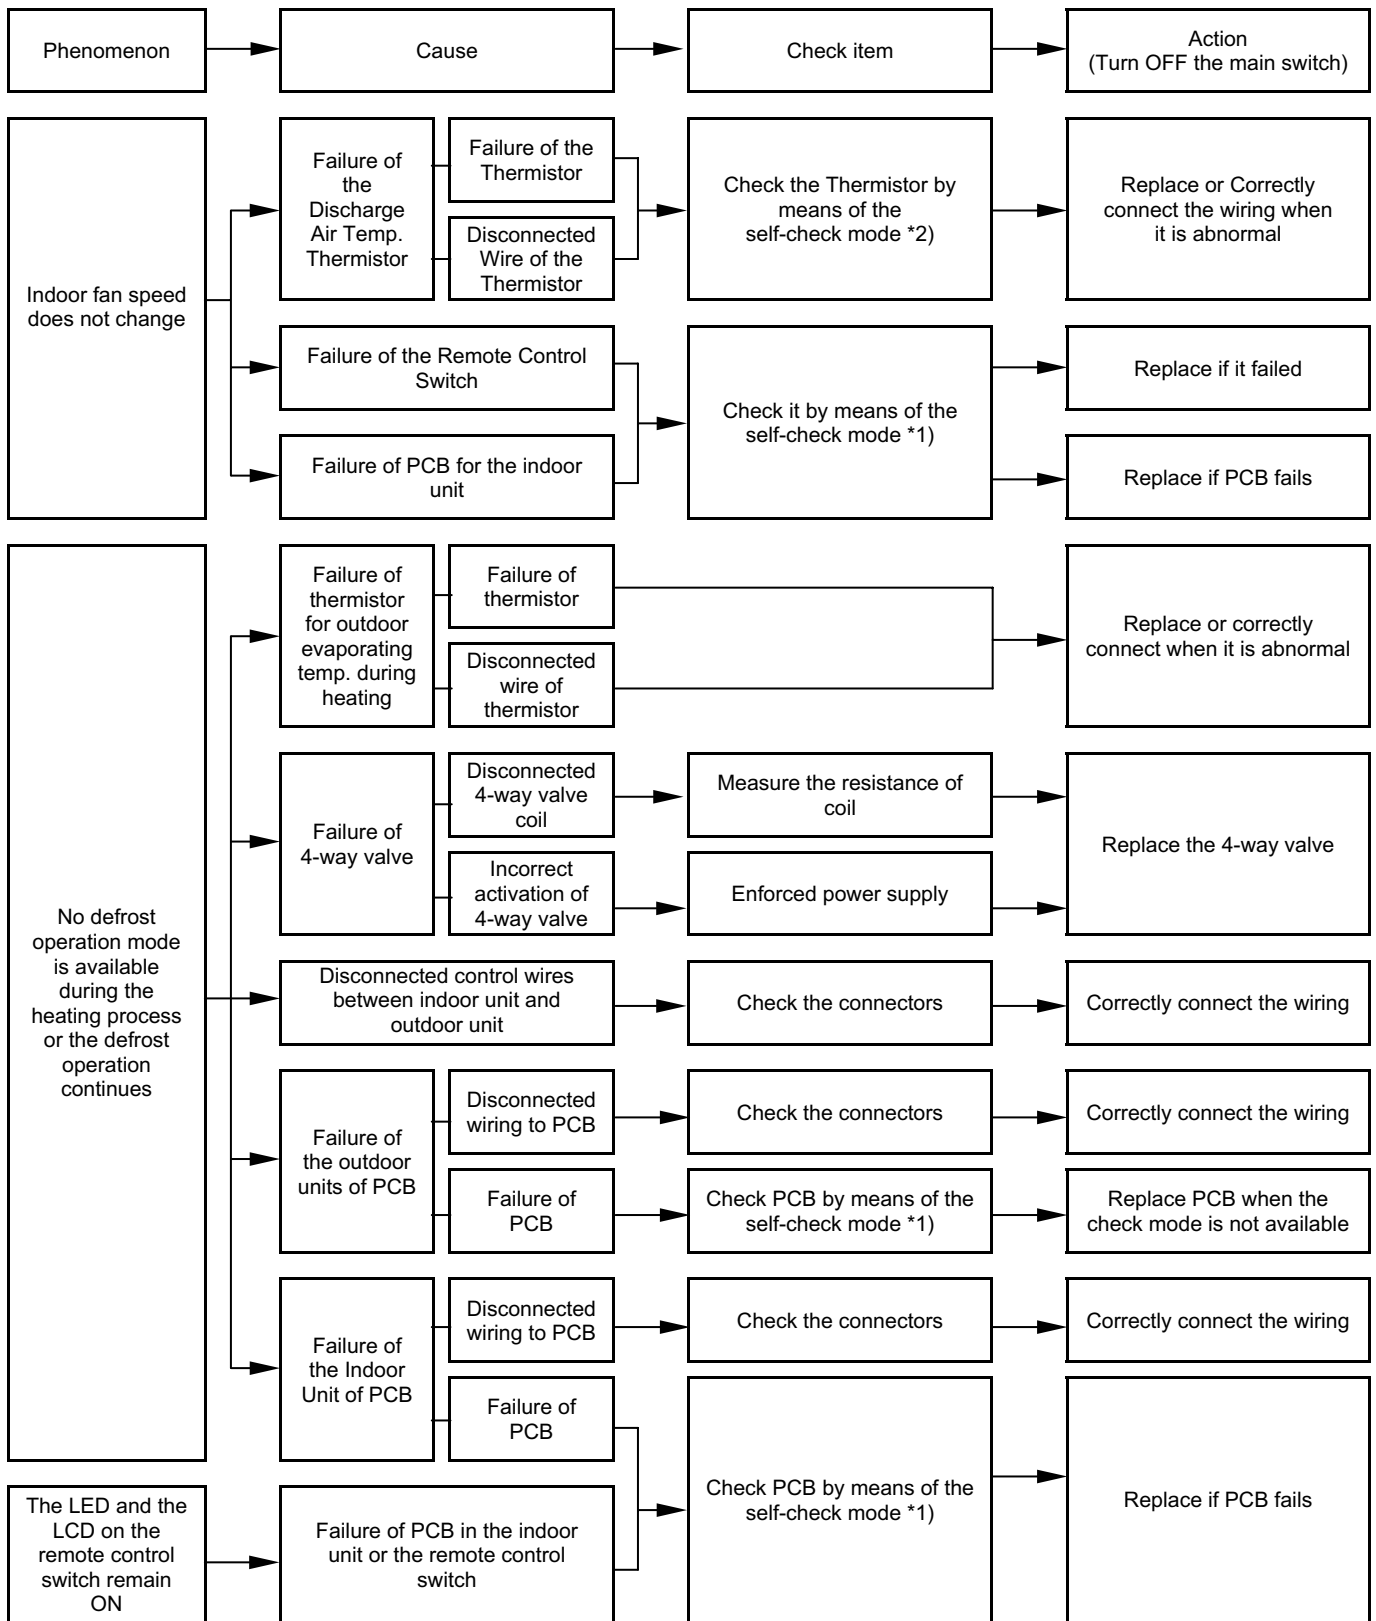 Phenomenon
Cause
Check item
Action
(Turn OFF the main switch)
Indoor fan speed
does not change
Failure of
the
Discharge
Air Temp.
Thermistor
Failure of the
Thermistor
Disconnected
Wire of the
Thermistor
Check the Thermistor by
means of the
self-check mode *2)
Replace or Correctly
connect the wiring when
it is abnormal
Failure of the Remote Control
Switch
Failure of PCB for the indoor
unit
Check it by means of the
self-check mode *1)
Replace if it failed
Replace if PCB fails
No defrost
operation mode
is available
during the
heating process
or the defrost
operation
continues
Failure of
thermistor
for outdoor
evaporating
temp. during
heating
Failure of
thermistor
Disconnected
wire of
thermistor
Replace or correctly
connect when it is abnormal
Failure of
4-way valve
Disconnected
4-way valve
coil
Measure the resistance of
coil
Incorrect
activation of
4-way valve
Enforced power supply
Replace the 4-way valve
Disconnected control wires
between indoor unit and
outdoor unit
Check the connectors
Correctly connect the wiring
Failure of
the outdoor
units of PCB
Disconnected
wiring to PCB
Check the connectors
Correctly connect the wiring
Failure of
PCB
Check PCB by means of the
self-check mode *1)
Replace PCB when the
check mode is not available
Failure of
the Indoor
Unit of PCB
Disconnected
wiring to PCB
Check the connectors
Correctly connect the wiring
Failure of
PCB
Check PCB by means of the
self-check mode *1)
Replace if PCB fails
The LED and the
LCD on the
remote control
switch remain
ON
Failure of PCB in the indoor
unit or the remote control
switch